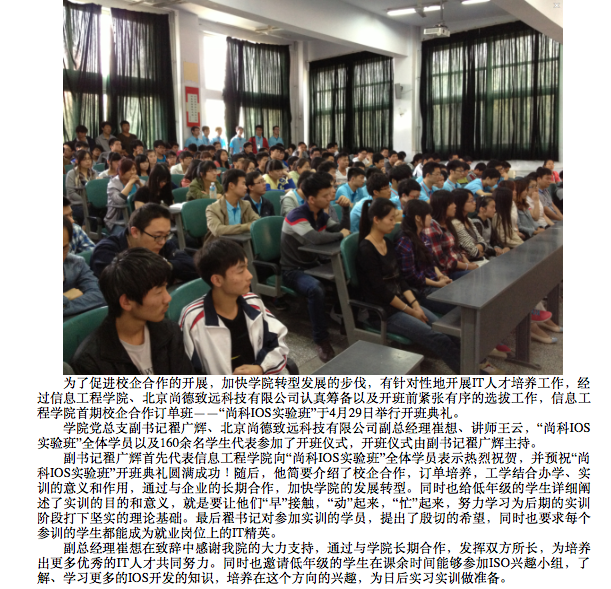 为了促进校企合作的开展，加快学院转型发展的步伐，有针对性地开展IT人才培养工作，经
过信息工程学院、北京尚德致远科技有限公司认真筹备以及开班前紧张有序的选拔工作，信息工
程学院首期校企合作订单班——“尚科IOS实验班”于4月29日举行开班典礼。
学院党总支副书记翟广辉、北京尚德致远科技有限公司副总经理崔想、讲师王云，“尚科IOS
实验班”全体学员以及160余名学生代表参加了开班仪式，开班仪式由副书记翟广辉主持。
副书记翟广辉首先代表信息工程学院向“尚科IOS实验班”全体学员表示热烈祝贺，并预祝“尚
科IOS实验班”开班典礼圆满成功！随后，他简要介绍了校企合作，订单培养，工学结合办学、实
训的意义和作用，通过与企业的长期合作，加快学院的发展转型。同时也给低年级的学生详细阐
述了实训的目的和意义，就是要让他们“早”接触，“动”起来，“忙”起来，努力学习为后期的实训
阶段打下坚实的理论基础。最后翟书记对参加实训的学员，提出了殷切的希望，同时也要求每个
参训的学生都能成为就业岗位上的IT精英。
副总经理崔想在致辞中感谢我院的大力支持，通过与学院长期合作，发挥双方所长，为培养
出更多优秀的IT人才共同努力。同时也邀请低年级的学生在课余时间能够参加ISO兴趣小组，了
解、学习更多的IOS开发的知识，培养在这个方向的兴趣，为日后实习实训做准备。